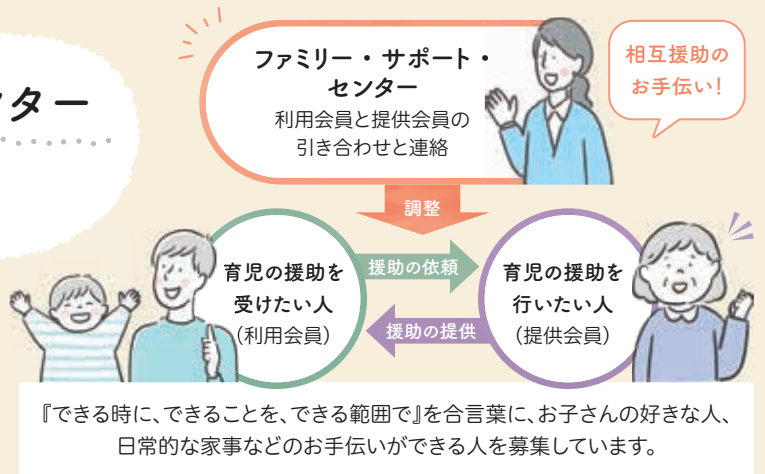 ター
ファミリー・サポート・
センター
利用会員と提供会員の
引き合わせと連絡
相互援助の
お手伝い！
調整
育児の援助を
受けたい人
（利用会員）
援助の依頼
援助の提供
育児の援助を
行いたい人
（提供会員）
『できる時に、できることを、できる範囲で』を合言葉に、お子さんの好きな人、
日常的な家事などのお手伝いができる人を募集しています。